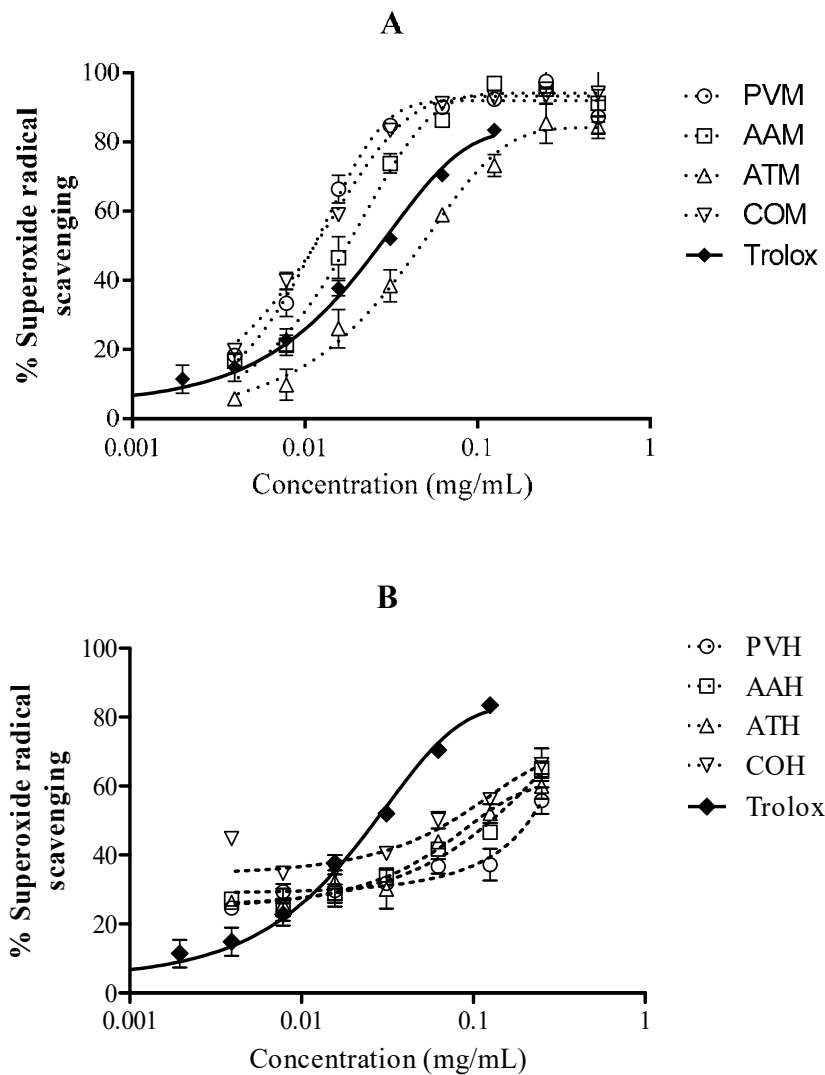 A
100
80
60
40
20
0
% Superoxide radical
scavenging
0.001
0.01
0.1
1
Concentration (mg/mL)
PVM
AAM
ATM
COM
Trolox
B
100
80
60
40
20
0
% Superoxide radical
scavenging
0.001
0.01
0.1
1
Concentration (mg/mL)
PVH
AAH
ATH
COH
Trolox